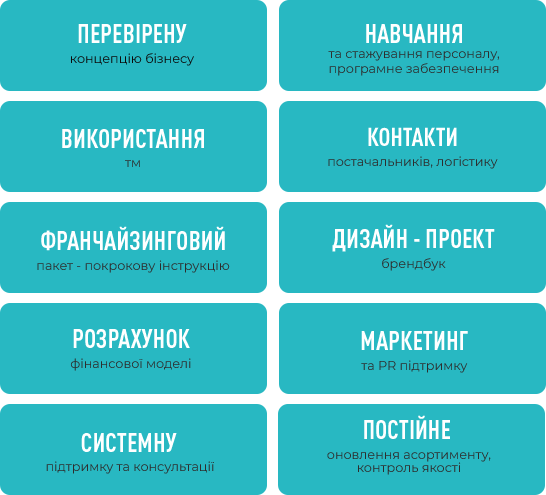 ПЕРЕВІРЕНУ
концепцію бізнесу
НАВЧАННЯ
та стажування персоналу,
програмне забезпечення
ВИКОРИСТАННЯ
тм
КОНТАКТИ
постачальників, логістику
ФРАНЧАЙЗИНГОВИЙ
пакет - покрокову інструкцію
ДИЗАЙН - ПРОЕКТ
брендбук
РОЗРАХУНОК
фінансової моделі
МАРКЕТИНГ
та PR підтримку
СИСТЕМНУ
підтримку та консультації
ПОСТІЙНЕ
оновлення асортименту,
контроль якості